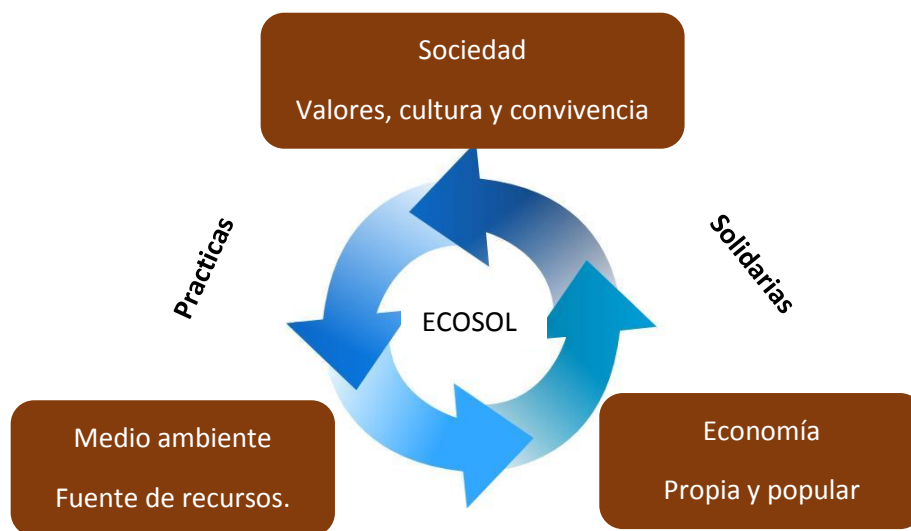 Sociedad
Valores, cultura y convivencia
Practicas
Solidarias
ECOSOL
Medio ambiente
Fuente de recursos.
Economía
Propia y popular